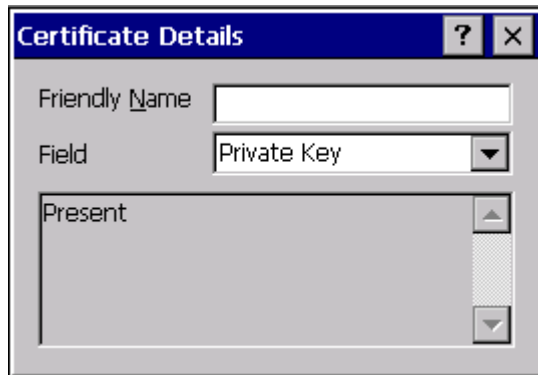 Certificate Details ? ×
Friendly Name
Field Private Key
Present